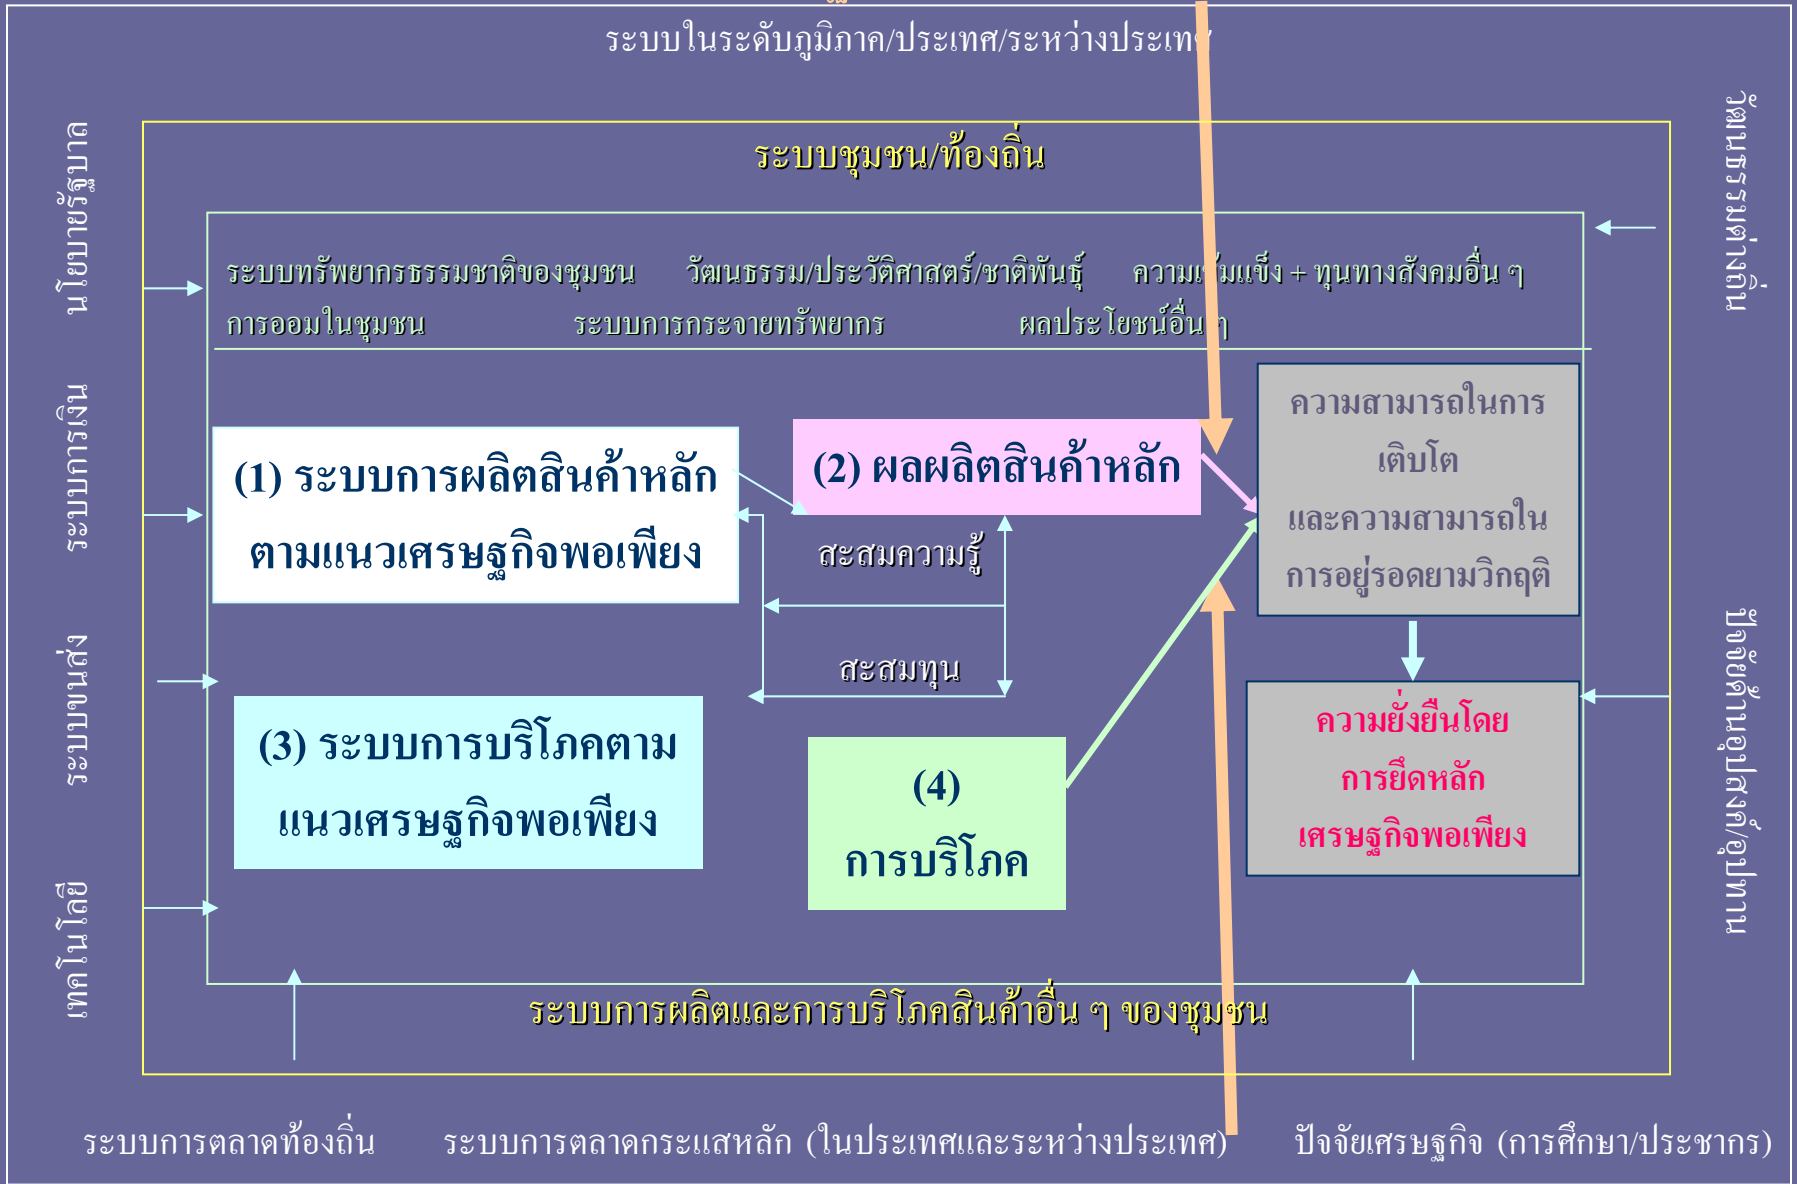 ระบบในระดับภูมิภาค/ประเทศ/ระหว่างประเทศ
ระบบชุมชน/ท้องถิ่น
นโยบายรัฐบาล
ระบบการเงิน
ระบบขนส่ง
เทคโนโลยี
วัฒนธรรมต่างถิ่น
ปัจจัยด้านอุปสงค์/อุปทาน
ระบบทรัพยากรธรรมชาติของชุมชน วัฒนธรรม/ประวัติศาสตร์/ชาติพันธุ์ ความเข้มแข็ง + ทุนทางสังคมอื่น ๆ
การออมในชุมชน ระบบการกระจายทรัพยากร ผลประโยชน์อื่น ๆ
(1) ระบบการผลิตสินค้าหลัก
ตามแนวเศรษฐกิจพอเพียง
(2) ผลผลิตสินค้าหลัก
ความสามารถในการ
เติบโต
และความสามารถใน
การอยู่รอดยามวิกฤติ
สะสมความรู้
สะสมทุน
(3) ระบบการบริโภคตาม
แนวเศรษฐกิจพอเพียง
(4)
การบริโภค
ความยั่งยืนโดย
การยึดหลัก
เศรษฐกิจพอเพียง
ระบบการผลิตและการบริโภคสินค้าอื่น ๆ ของชุมชน
ระบบการตลาดท้องถิ่น ระบบการตลาดกระแสหลัก (ในประเทศและระหว่างประเทศ) ปัจจัยเศรษฐกิจ (การศึกษา/ประชากร)